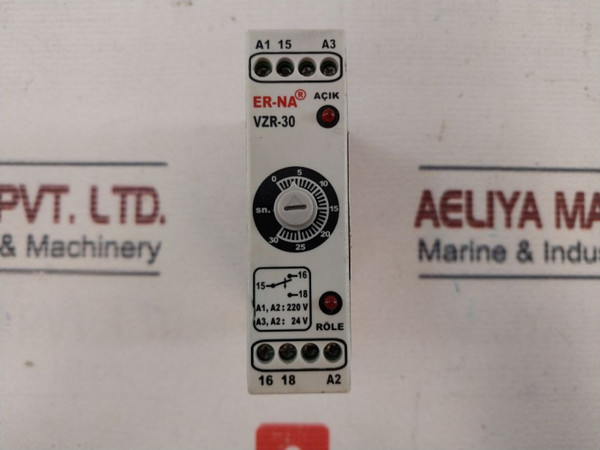 A1 15 A3
ER-NA® AÇIK
VZR-30
0 5 10 15 20 25 30
sn.
PVT. LTD.
& Machinery
AELIYA MA
Marine & Indus
15 16
18
A1, A2 : 220 V
A3, A2 : 24 V
RÖLE
16 18 A2